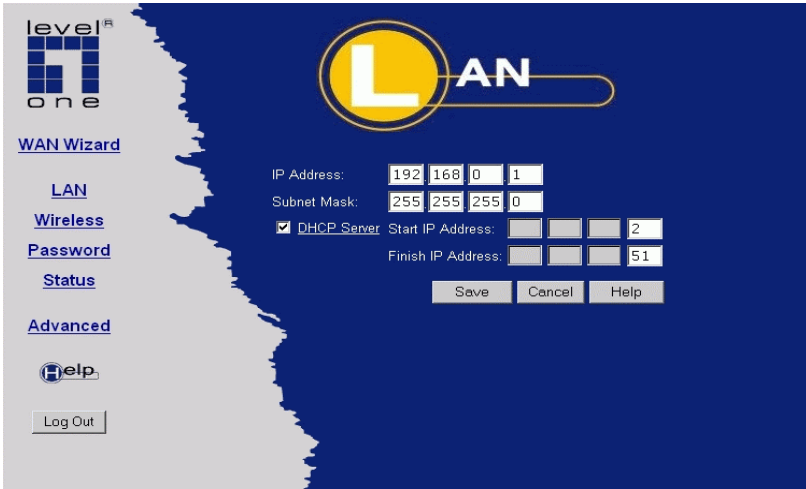 level®
one
WAN Wizard
LAN
Wireless
Password
Status
Advanced
Help
Log Out
LAN
IP Address: 192.168.0.1
Subnet Mask: 255.255.255.0
DHCP Server Start IP Address: 2
Finish IP Address: 51
Save Cancel Help